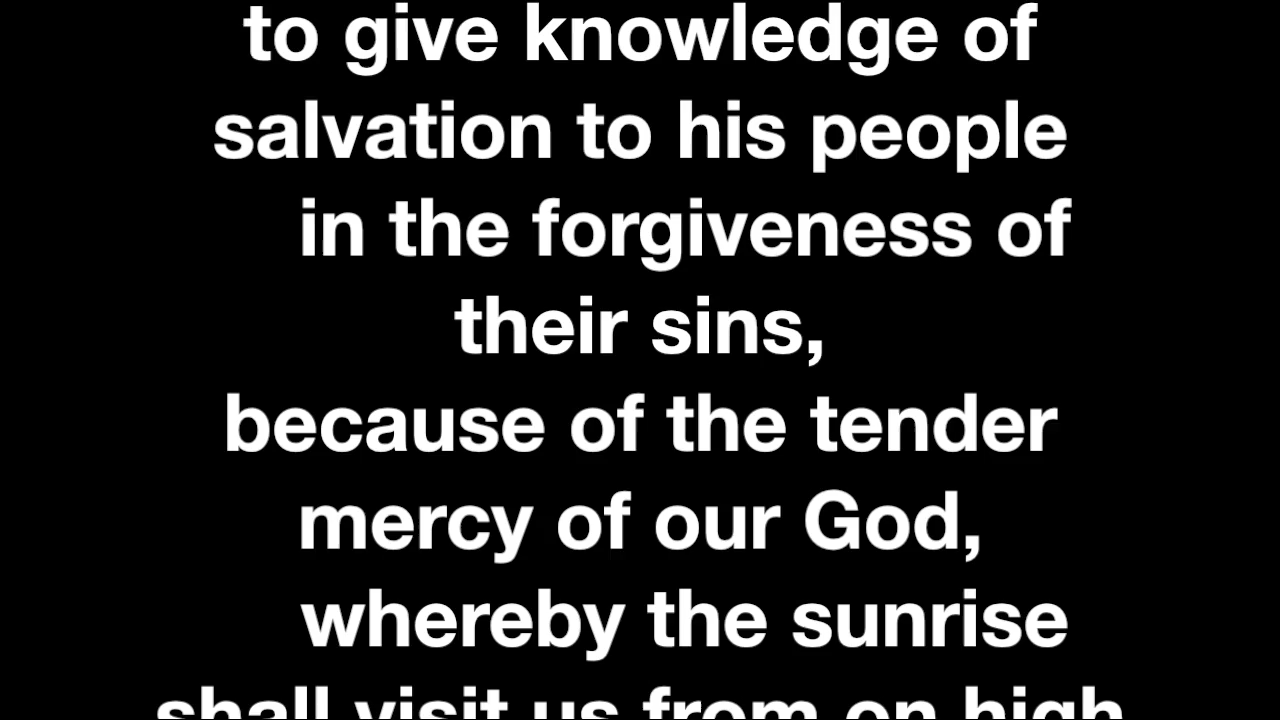 to give knowledge of
salvation to his people
in the forgiveness of
their sins,
because of the tender
mercy of our God,
whereby the sunrise
shall visit us from on high